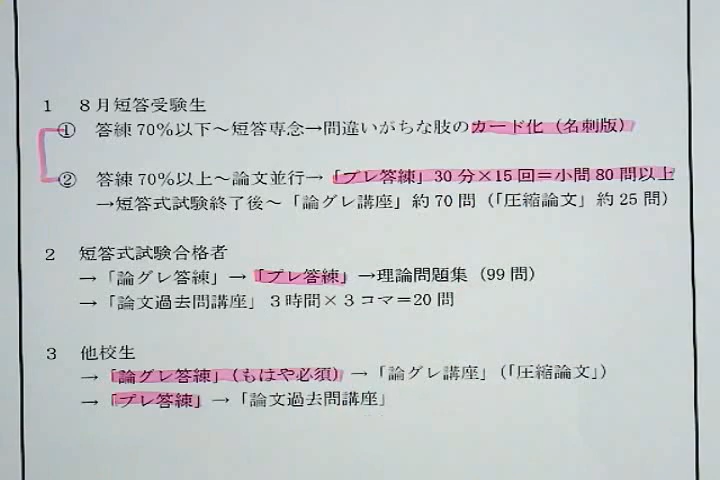 1 8月短答受験生
① 答練70%以下～短答専念→間違いがちな肢のカード化（名刺版）
② 答練70%以上～論文並行→「プレ答練」30分×15回＝小問80問以上
→短答式試験終了後～「論グレ講座」約70問（「圧縮論文」約25問）
2 短答式試験合格者
→「論グレ答練」→「プレ答練」→理論問題集（99問）
→「論文過去問講座」3時間×3コマ＝20問
3 他校生
→「論グレ答練」（もはや必須）→「論グレ講座」（「圧縮論文」）
→「プレ答練」→「論文過去問講座」